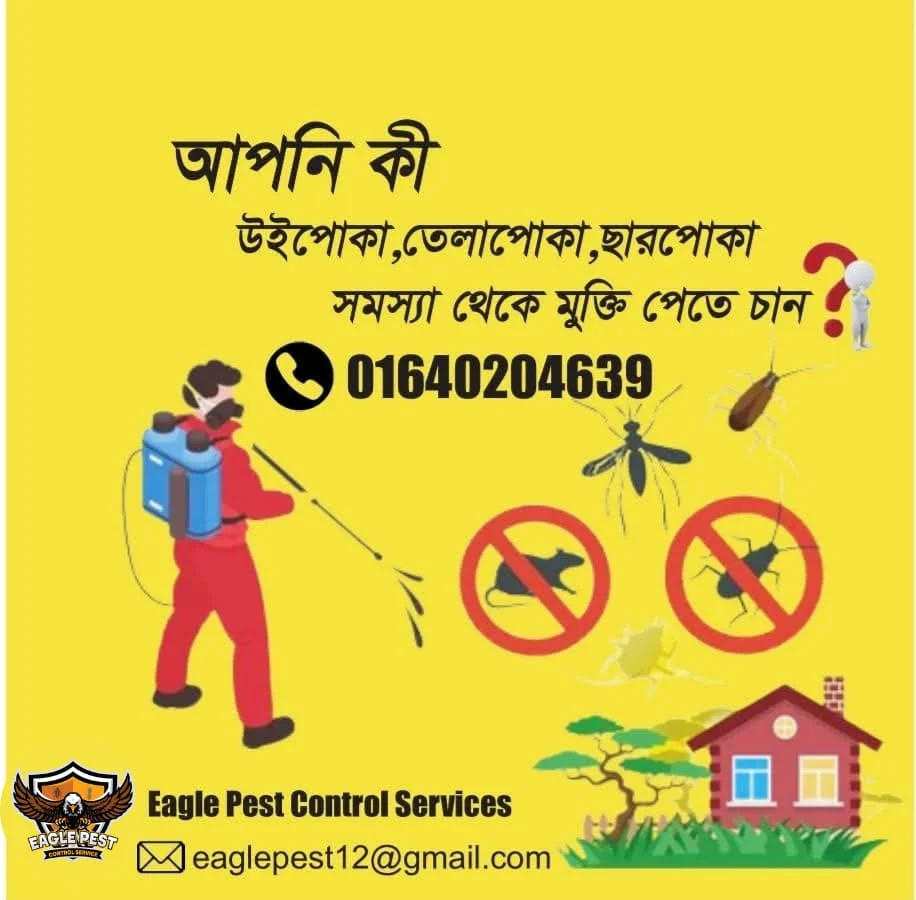 আপনি কী
উইপোকা,তেলাপোকা,ছারপোকা
সমস্যা থেকে মুক্তি পেতে চান?
01640204639
Eagle Pest Control Services
EAGLE PEST
CONTROL SERVICE
eaglepest12@gmail.com